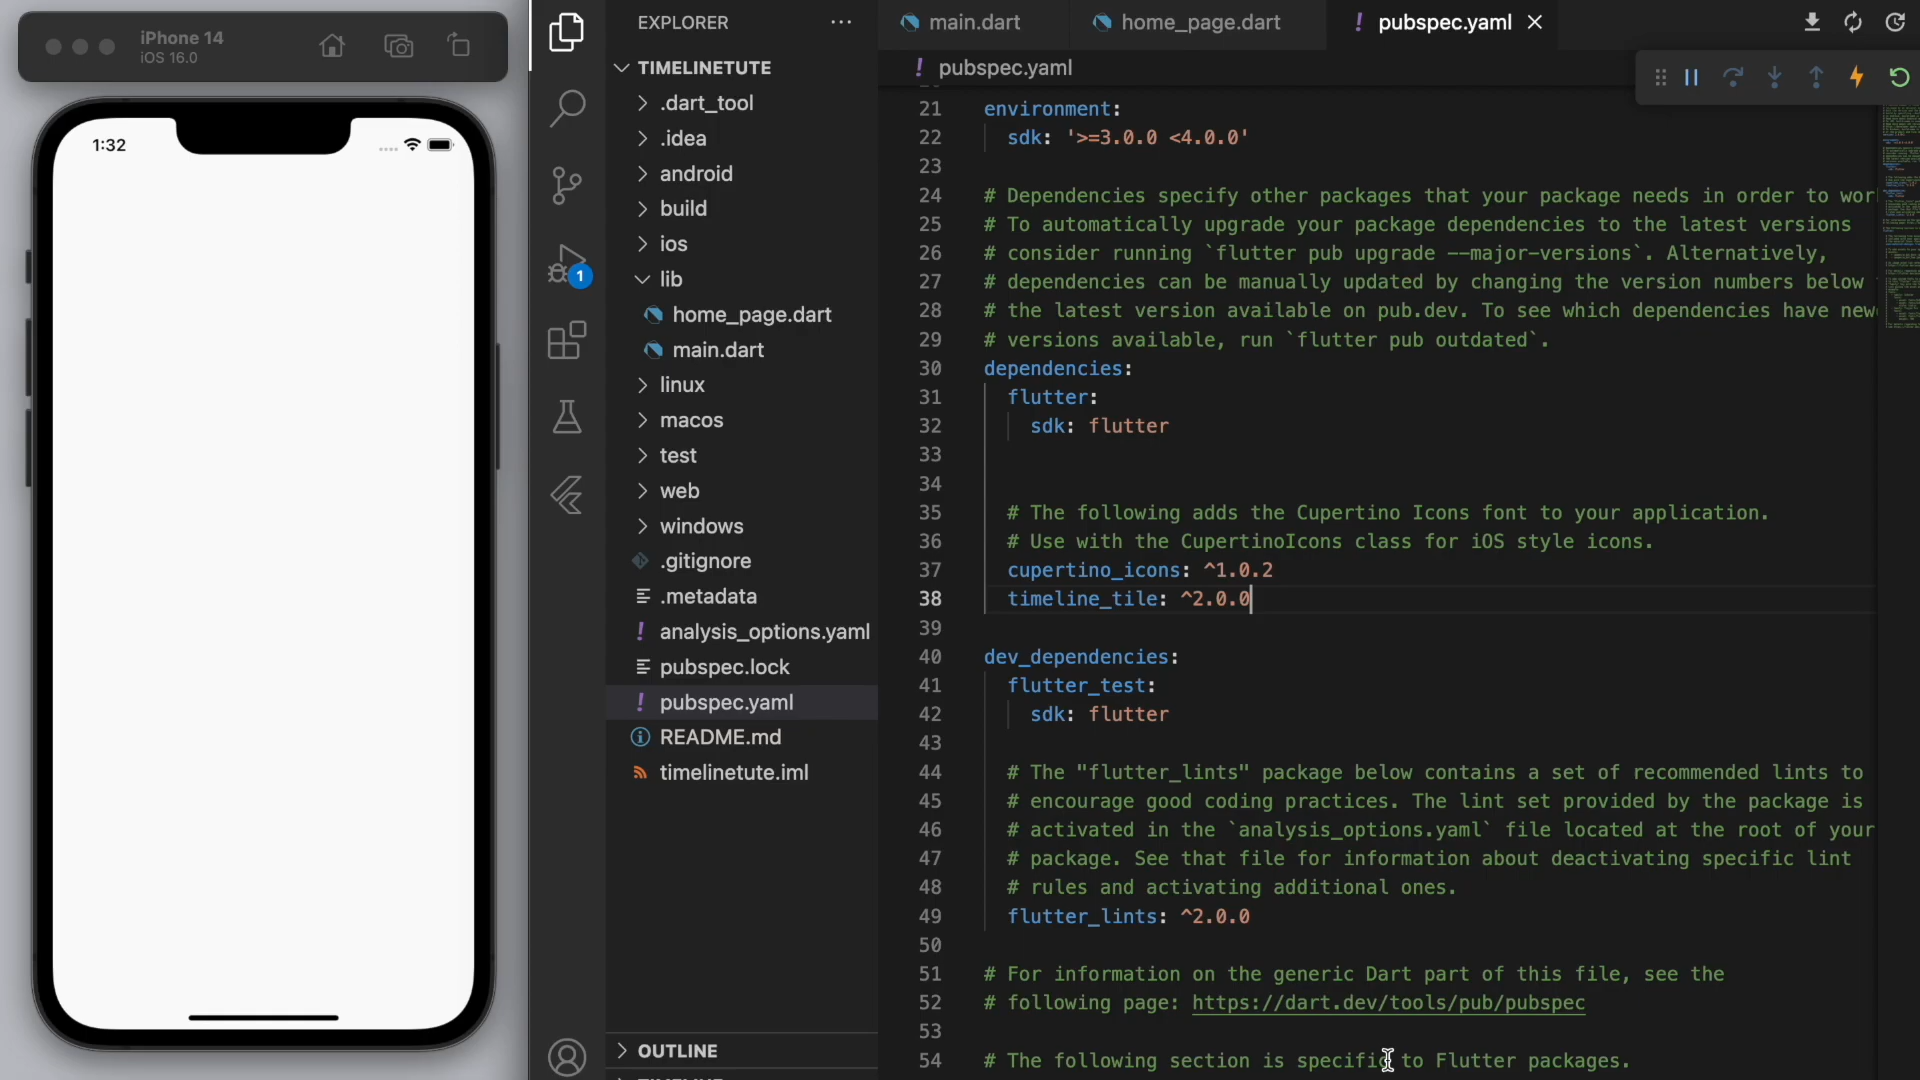 iPhone 14
iOS 16.0
1:32
1
EXPLORER
TIMELINETUTE
.dart_tool
.idea
android
build
ios
lib
home_page.dart
main.dart
linux
macos
test
web
windows
.gitignore
.metadata
analysis_options.yaml
pubspec.lock
pubspec.yaml
README.md
timelinetute.iml
OUTLINE
main.dart
home_page.dart
! pubspec.yaml
! pubspec.yaml
21 environment:
22 sdk: '>=3.0.0 <4.0.0'
23
24 # Dependencies specify other packages that your package needs in order to wor
25 # To automatically upgrade your package dependencies to the latest versions
26 # consider running `flutter pub upgrade --major-versions`. Alternatively,
27 # dependencies can be manually updated by changing the version numbers below
28 # the latest version available on pub.dev. To see which dependencies have new
29 # versions available, run `flutter pub outdated`.
30 dependencies:
31 flutter:
32 sdk: flutter
33
34
35 # The following adds the Cupertino Icons font to your application.
36 # Use with the CupertinoIcons class for iOS style icons.
37 cupertino_icons: ^1.0.2
38 timeline_tile: ^2.0.0
39
40 dev_dependencies:
41 flutter_test:
42 sdk: flutter
43
44 # The "flutter_lints" package below contains a set of recommended lints to
45 # encourage good coding practices. The lint set provided by the package is
46 # activated in the `analysis_options.yaml` file located at the root of your
47 # package. See that file for information about deactivating specific lint
48 # rules and activating additional ones.
49 flutter_lints: ^2.0.0
50
51 # For information on the generic Dart part of this file, see the
52 # following page: https://dart.dev/tools/pub/pubspec
53
54 # The following section is specific to Flutter packages.